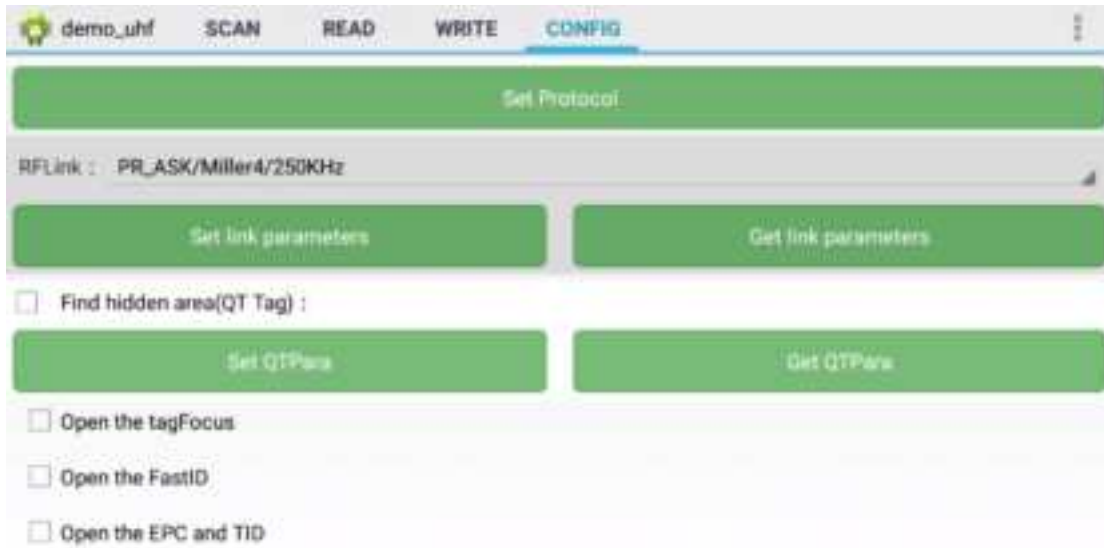 demo_uhf SCAN READ WRITE CONFIG
Set Protocol
RFLink : PR_ASK/Miller4/250KHz
Set link parameters Get link parameters
Find hidden area(QT Tag) :
Set QTPara Get QTPara
Open the tagFocus
Open the FastID
Open the EPC and TID